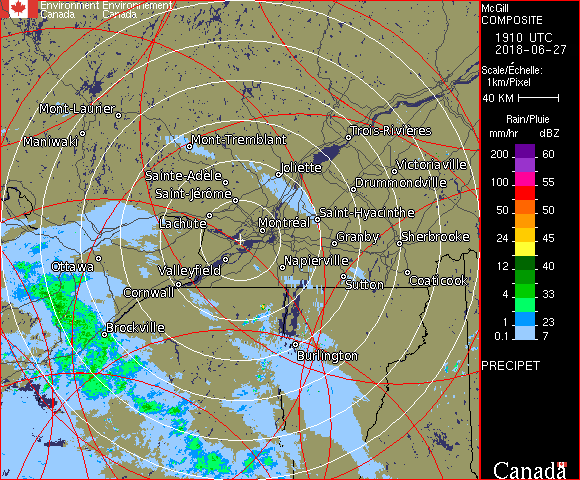 Environment Environnement
Canada Canada
McGill
COMPOSITE
1910 UTC
2018-06-27
Scale/Échelle:
1km/Pixel
40 KM
Rain/Pluie
mm/hr dBZ
200 60
100 55
50 50
24 45
12 40
4 33
1 23
0.1 7
PRECIPET
Canada
Mont-Laurier
Maniwaki
Mont-Tremblant
Trois-Rivières
Joliette
Victoriaville
Sainte-Adèle
Drummondville
Saint-Jérôme
Lachute
Saint-Hyacinthe
Montréal
Granby
Sherbrooke
Ottawa
Valleyfield
Napierville
Cornwall
Sutton
Coaticook
Brockville
Burlington